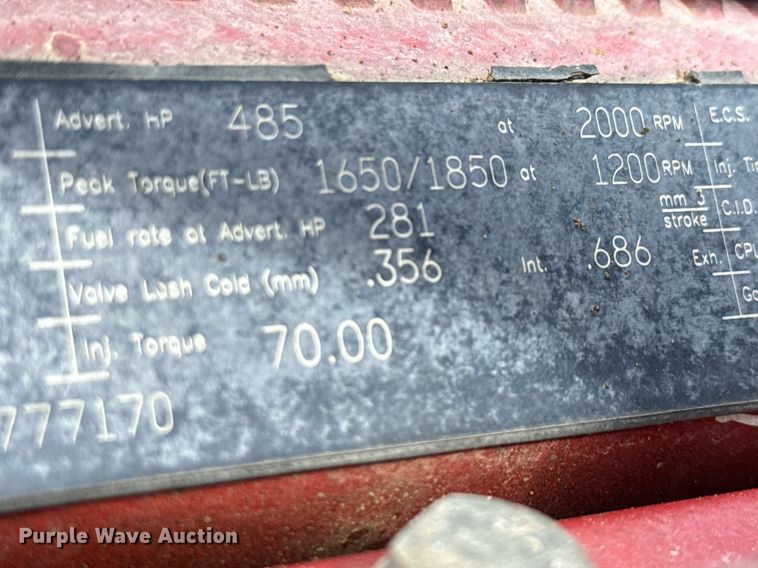 Advert. HP 485 at 2000 RPM E.C.S.
Peak Torque(FT-LB) 1650/1850 at 1200 RPM Inj.
Fuel rate at Advert. HP 281 mm 3 stroke C.I.D.
Valve Lash Cold (mm) .356 Int. .686 Exh.
Inj. Torque 70.00
777170
Purple Wave Auction